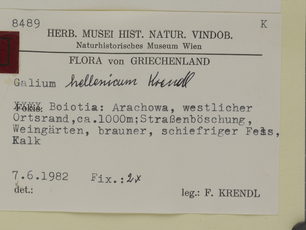 8489 K
HERB. MUSEI HIST. NATUR. VINDOB.
Naturhistorisches Museum Wien
FLORA von GRIECHENLAND
Galium hellenicum Krendl
Boiotia: Arachowa, westlicher
Ortsrand,ca.1000m;Straßenböschung,
Weingärten, brauner, schiefriger Fels,
Kalk
7.6.1982 Fix.:2x
det.: leg.: F. KRENDL